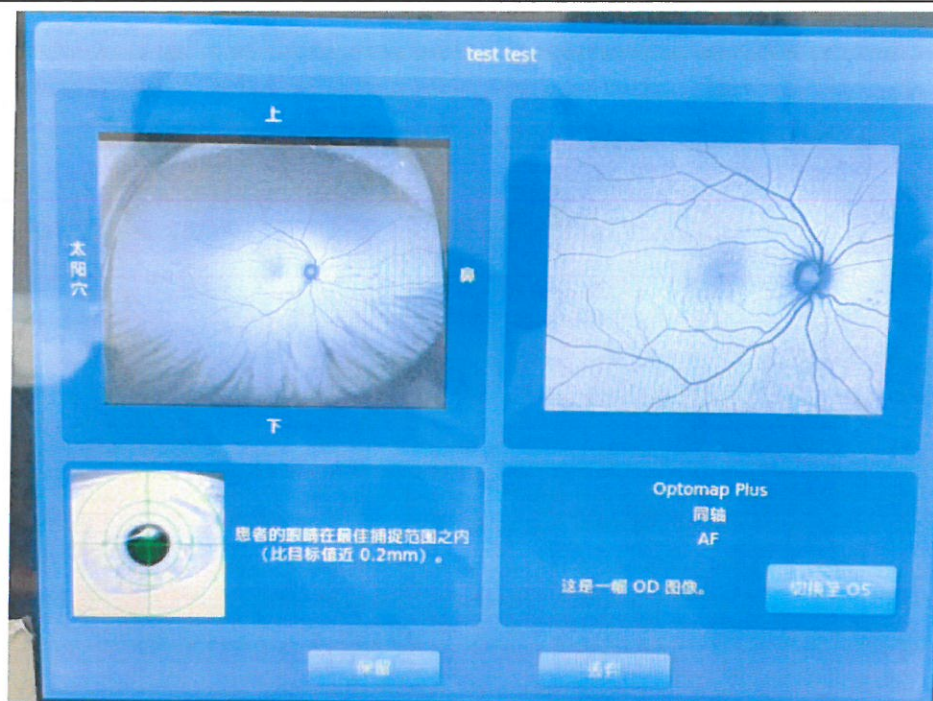 test test
上
太
阳
穴
鼻
下
患者的眼睛在最佳捕捉范围之内
(比目标值近 0.2mm)。
Optomap Plus
同轴
AF
这是一幅 OD 图像。
切换至 OS
保留